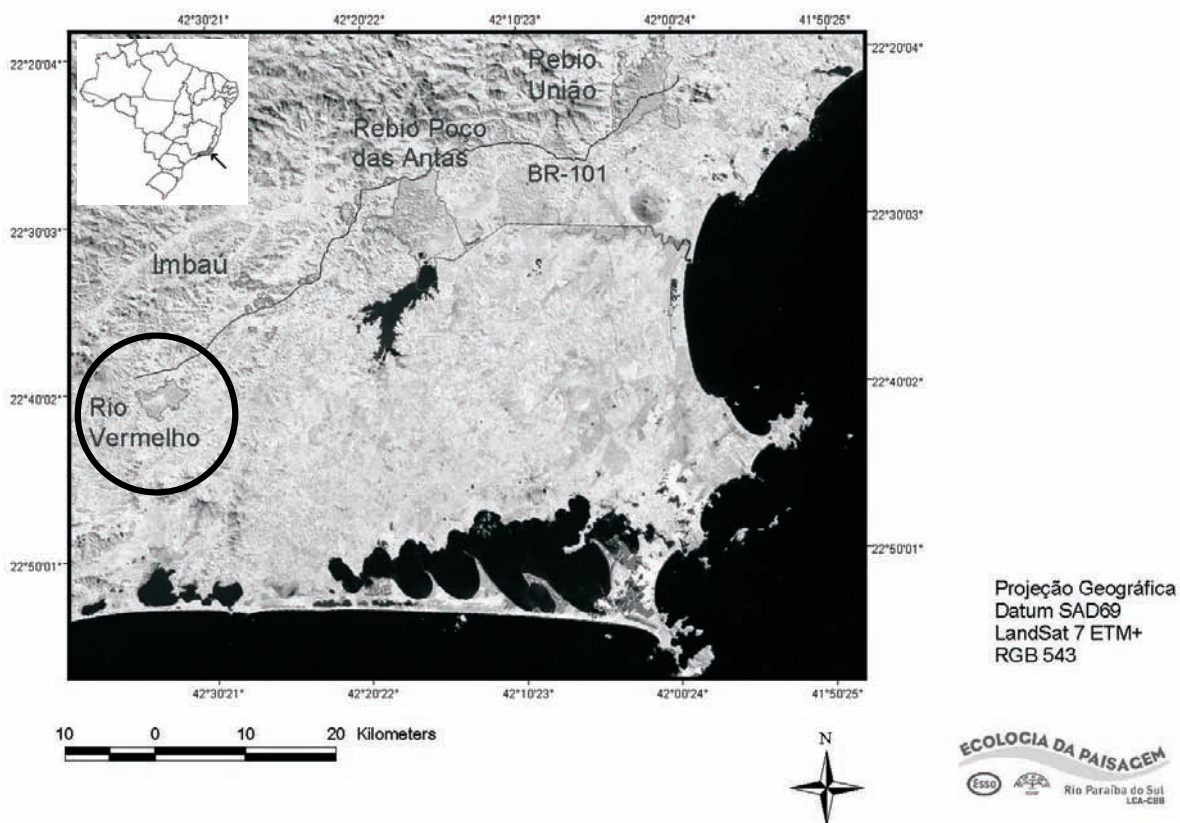 42°30'21" 42°20'22" 42°10'23" 42°00'24" 41°50'25"
22°20'04" 22°20'04"
Rebio
União
Rebio Poço
das Antas
BR-101
22°30'03" 22°30'03"
Imbaú
22°40'02" 22°40'02"
Rio
Vermelho
22°50'01" 22°50'01"
42°30'21" 42°20'22" 42°10'23" 42°00'24" 41°50'25"
Projeção Geográfica
Datum SAD69
LandSat 7 ETM+
RGB 543
10 0 10 20 Kilometers
N
ECOLOGIA DA PAISAGEM
Esso
Rio Paraíba do Sul
LCA-CBB